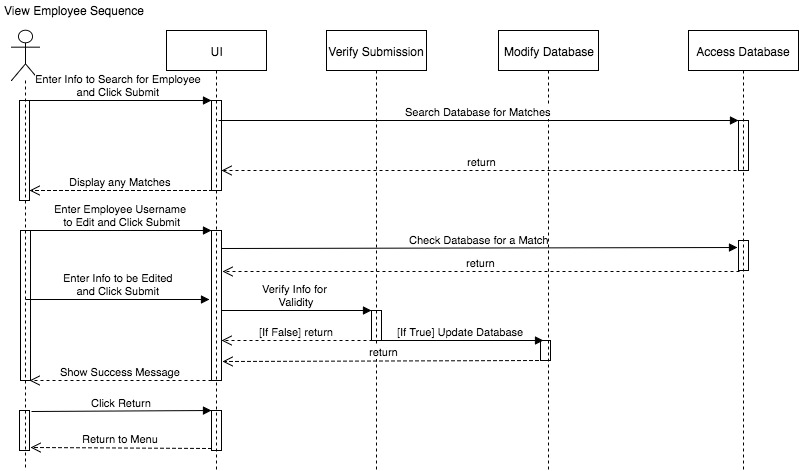 View Employee Sequence
UI
Verify Submission
Modify Database
Access Database
Enter Info to Search for Employee
and Click Submit
Search Database for Matches
return
Display any Matches
Enter Employee Username
to Edit and Click Submit
Check Database for a Match
return
Enter Info to be Edited
and Click Submit
Verify Info for
Validity
[If False] return
[If True] Update Database
return
Show Success Message
Click Return
Return to Menu